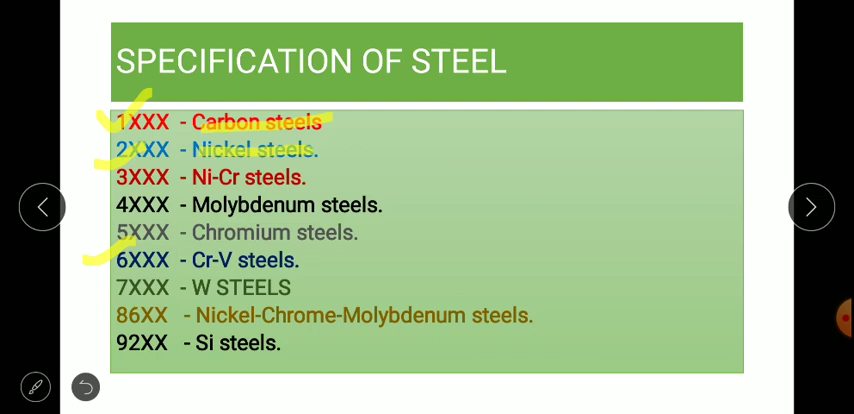 SPECIFICATION OF STEEL
1XXX - Carbon steels
2XXX - Nickel steels.
3XXX - Ni-Cr steels.
4XXX - Molybdenum steels.
5XXX - Chromium steels.
6XXX - Cr-V steels.
7XXX - W STEELS
86XX - Nickel-Chrome-Molybdenum steels.
92XX - Si steels.